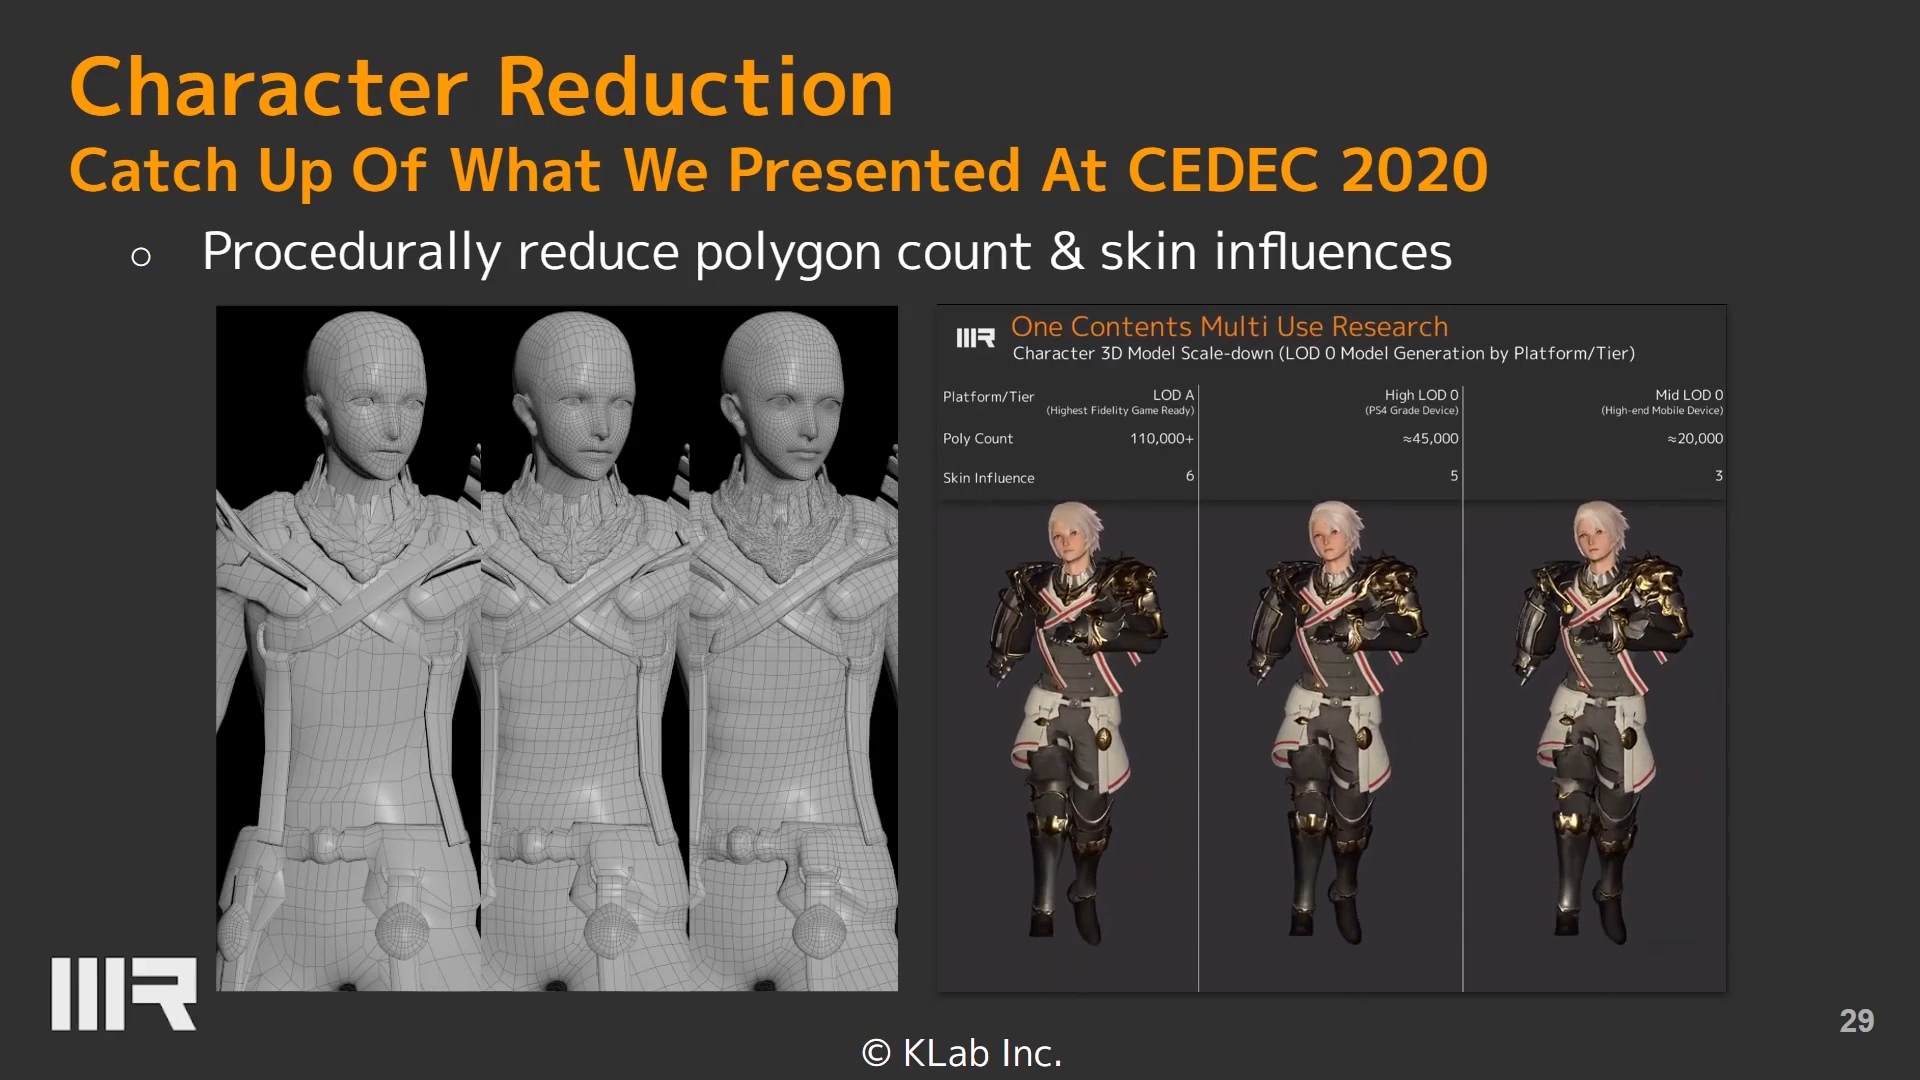 Character Reduction
Catch Up Of What We Presented At CEDEC 2020
○ Procedurally reduce polygon count & skin influences
One Contents Multi Use Research
Character 3D Model Scale-down (LOD 0 Model Generation by Platform/Tier)
Platform/Tier LOD A High LOD 0 Mid LOD 0
(Highest Fidelity Game Ready) (PS4 Grade Device) (High-end Mobile Device)
Poly Count 110,000+ ≈45,000 ≈20,000
Skin Influence 6 5 3
29
© KLab Inc.